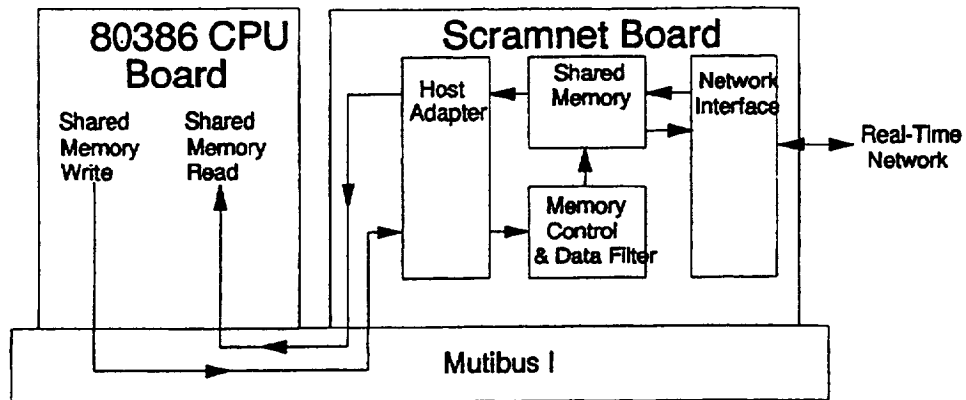 80386 CPU
Board
Shared
Memory
Write
Shared
Memory
Read
Scramnet Board
Host
Adapter
Shared
Memory
Network
Interface
Memory
Control
& Data Filter
Real-Time
Network
Mutibus I